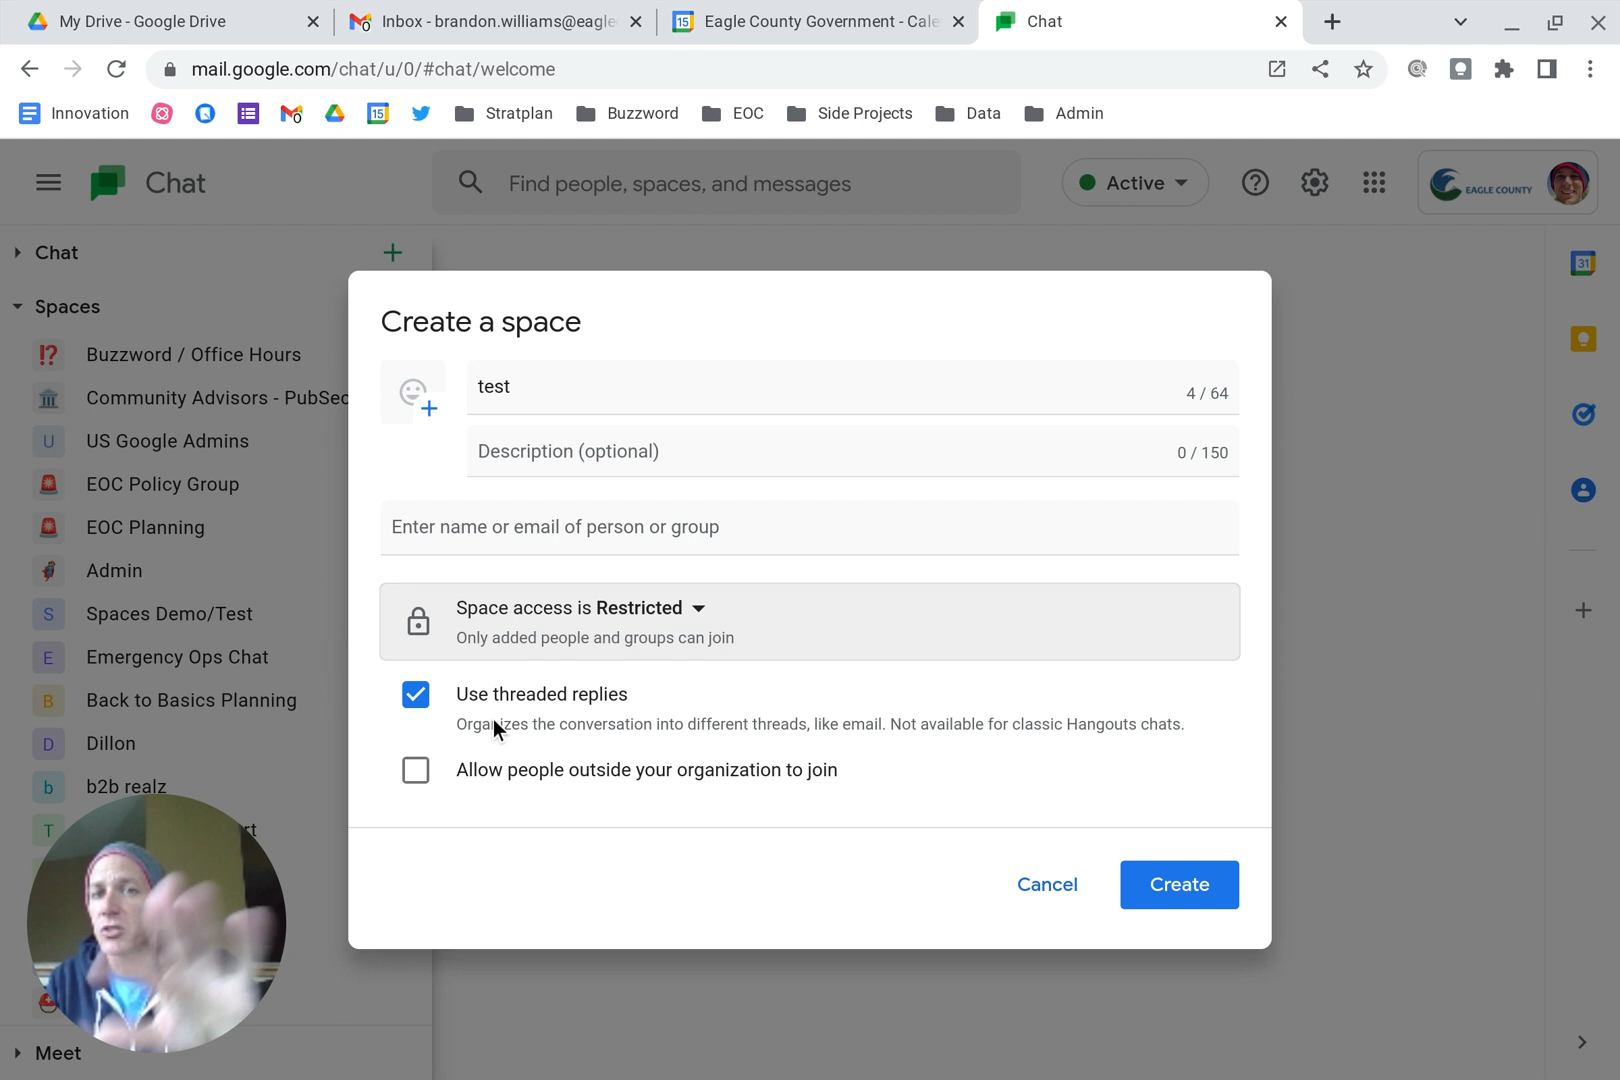 My Drive - Google Drive
Inbox - brandon.williams@eagle
Eagle County Government - Cale
Chat
mail.google.com/chat/u/0/#chat/welcome
Innovation
Stratplan
Buzzword
EOC
Side Projects
Data
Admin
Chat
Find people, spaces, and messages
Active
EAGLE COUNTY
Chat
Spaces
Buzzword / Office Hours
Community Advisors - PubSec
U US Google Admins
EOC Policy Group
EOC Planning
Admin
S Spaces Demo/Test
E Emergency Ops Chat
B Back to Basics Planning
D Dillon
b b2b realz
T rt
Meet
Create a space
test
4 / 64
Description (optional)
0 / 150
Enter name or email of person or group
Space access is Restricted
Only added people and groups can join
Use threaded replies
Organizes the conversation into different threads, like email. Not available for classic Hangouts chats.
Allow people outside your organization to join
Cancel
Create